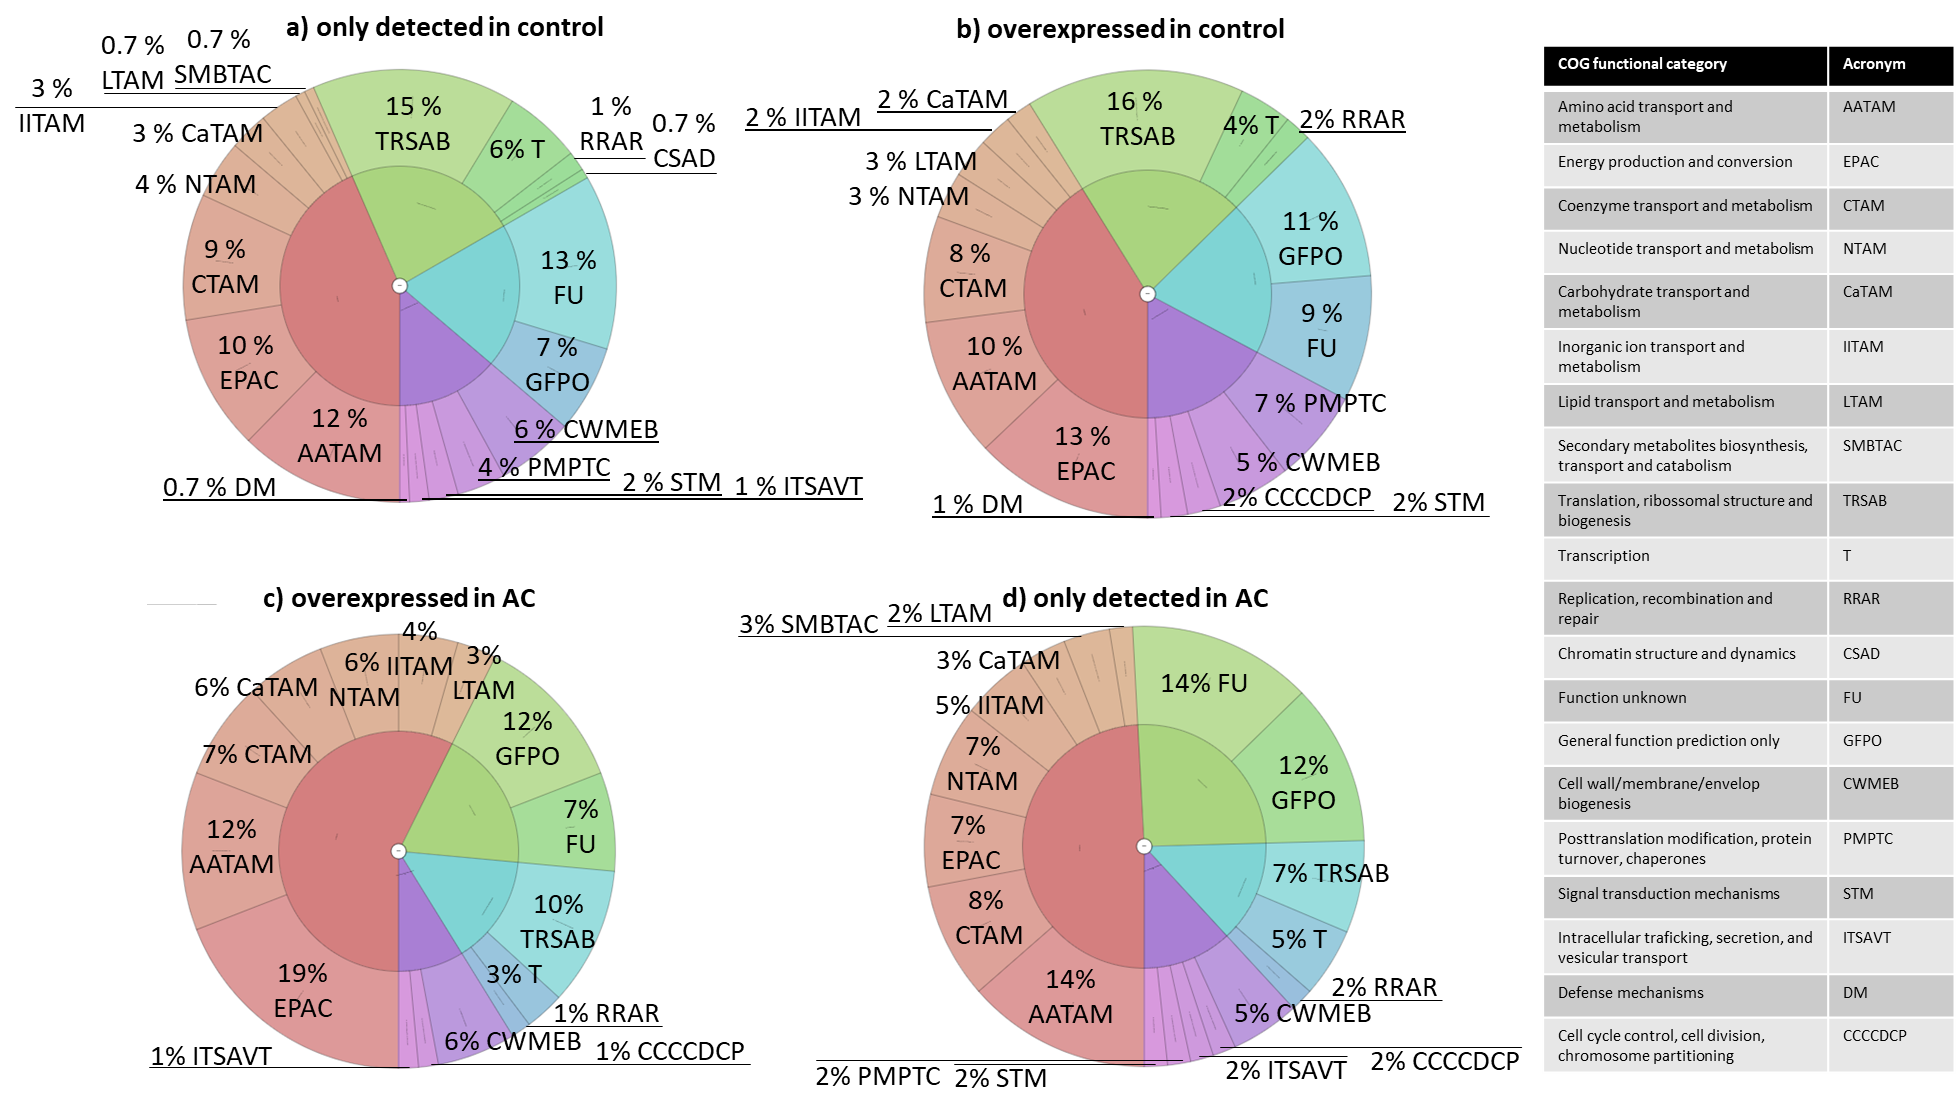 a) only detected in control
0.7 %
LTAM
0.7 %
SMBTAC
3 %
IITAM
3 % CaTAM
4 % NTAM
9 %
CTAM
10 %
EPAC
12 %
AATAM
0.7 % DM
15 %
TRSAB
6% T
1 %
RRAR
0.7 %
CSAD
13 %
FU
7 %
GFPO
6 % CWMEB
4 % PMPTC
2 % STM
1 % ITSAVT
b) overexpressed in control
2 % CaTAM
2 % IITAM
3 % LTAM
3 % NTAM
8 %
CTAM
10 %
AATAM
13 %
EPAC
1 % DM
16 %
TRSAB
4% T
2% RRAR
11 %
GFPO
9 %
FU
7 % PMPTC
5 % CWMEB
2% CCCCDCP
2% STM
c) overexpressed in AC
4%
IITAM
3%
LTAM
6%
NTAM
6% CaTAM
7% CTAM
12%
AATAM
19%
EPAC
1% ITSAVT
12%
GFPO
7%
FU
10%
TRSAB
3% T
1% RRAR
6% CWMEB
1% CCCCDCP
d) only detected in AC
3% SMBTAC
2% LTAM
3% CaTAM
5% IITAM
7%
NTAM
7%
EPAC
8%
CTAM
14%
AATAM
14% FU
12%
GFPO
7% TRSAB
5% T
2% RRAR
5% CWMEB
2% CCCCDCP
2% ITSAVT
2% STM
2% PMPTC
COG functional category Acronym
Amino acid transport and AATAM
metabolism
Energy production and conversion EPAC
Coenzyme transport and metabolism CTAM
Nucleotide transport and metabolism NTAM
Carbohydrate transport and CaTAM
metabolism
Inorganic ion transport and IITAM
metabolism
Lipid transport and metabolism LTAM
Secondary metabolites biosynthesis, SMBTAC
transport and catabolism
Translation, ribossomal structure and TRSAB
biogenesis
Transcription T
Replication, recombination and RRAR
repair
Chromatin structure and dynamics CSAD
Function unknown FU
General function prediction only GFPO
Cell wall/membrane/envelop CWMEB
biogenesis
Posttranslation modification, protein PMPTC
turnover, chaperones
Signal transduction mechanisms STM
Intracellular traficking, secretion, and ITSAVT
vesicular transport
Defense mechanisms DM
Cell cycle control, cell division, CCCCDCP
chromosome partitioning